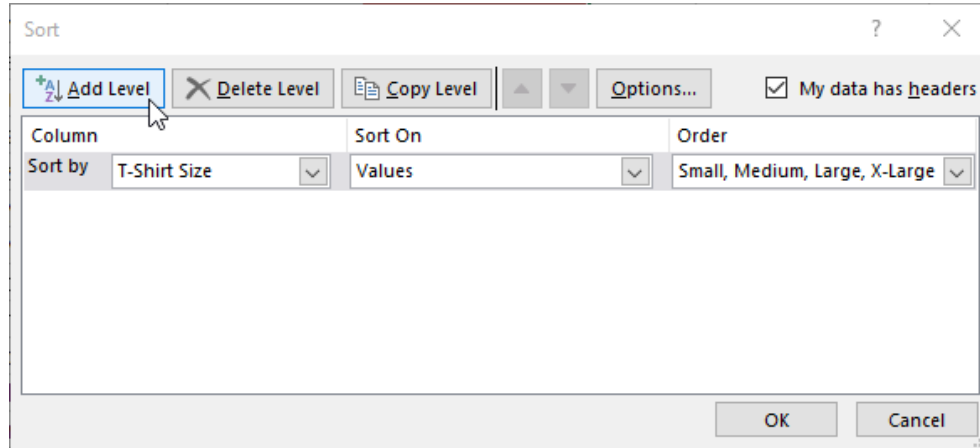 Sort ?
Add Level Delete Level Copy Level Options... My data has headers
Column Sort On Order
Sort by T-Shirt Size Values Small, Medium, Large, X-Large
OK Cancel